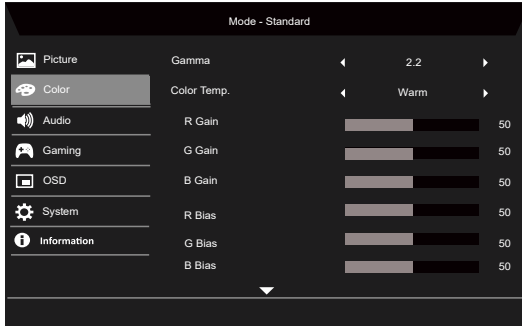 Mode - Standard
Picture
Color
Audio
Gaming
OSD
System
Information
Gamma 2.2
Color Temp. Warm
R Gain 50
G Gain 50
B Gain 50
R Bias 50
G Bias 50
B Bias 50